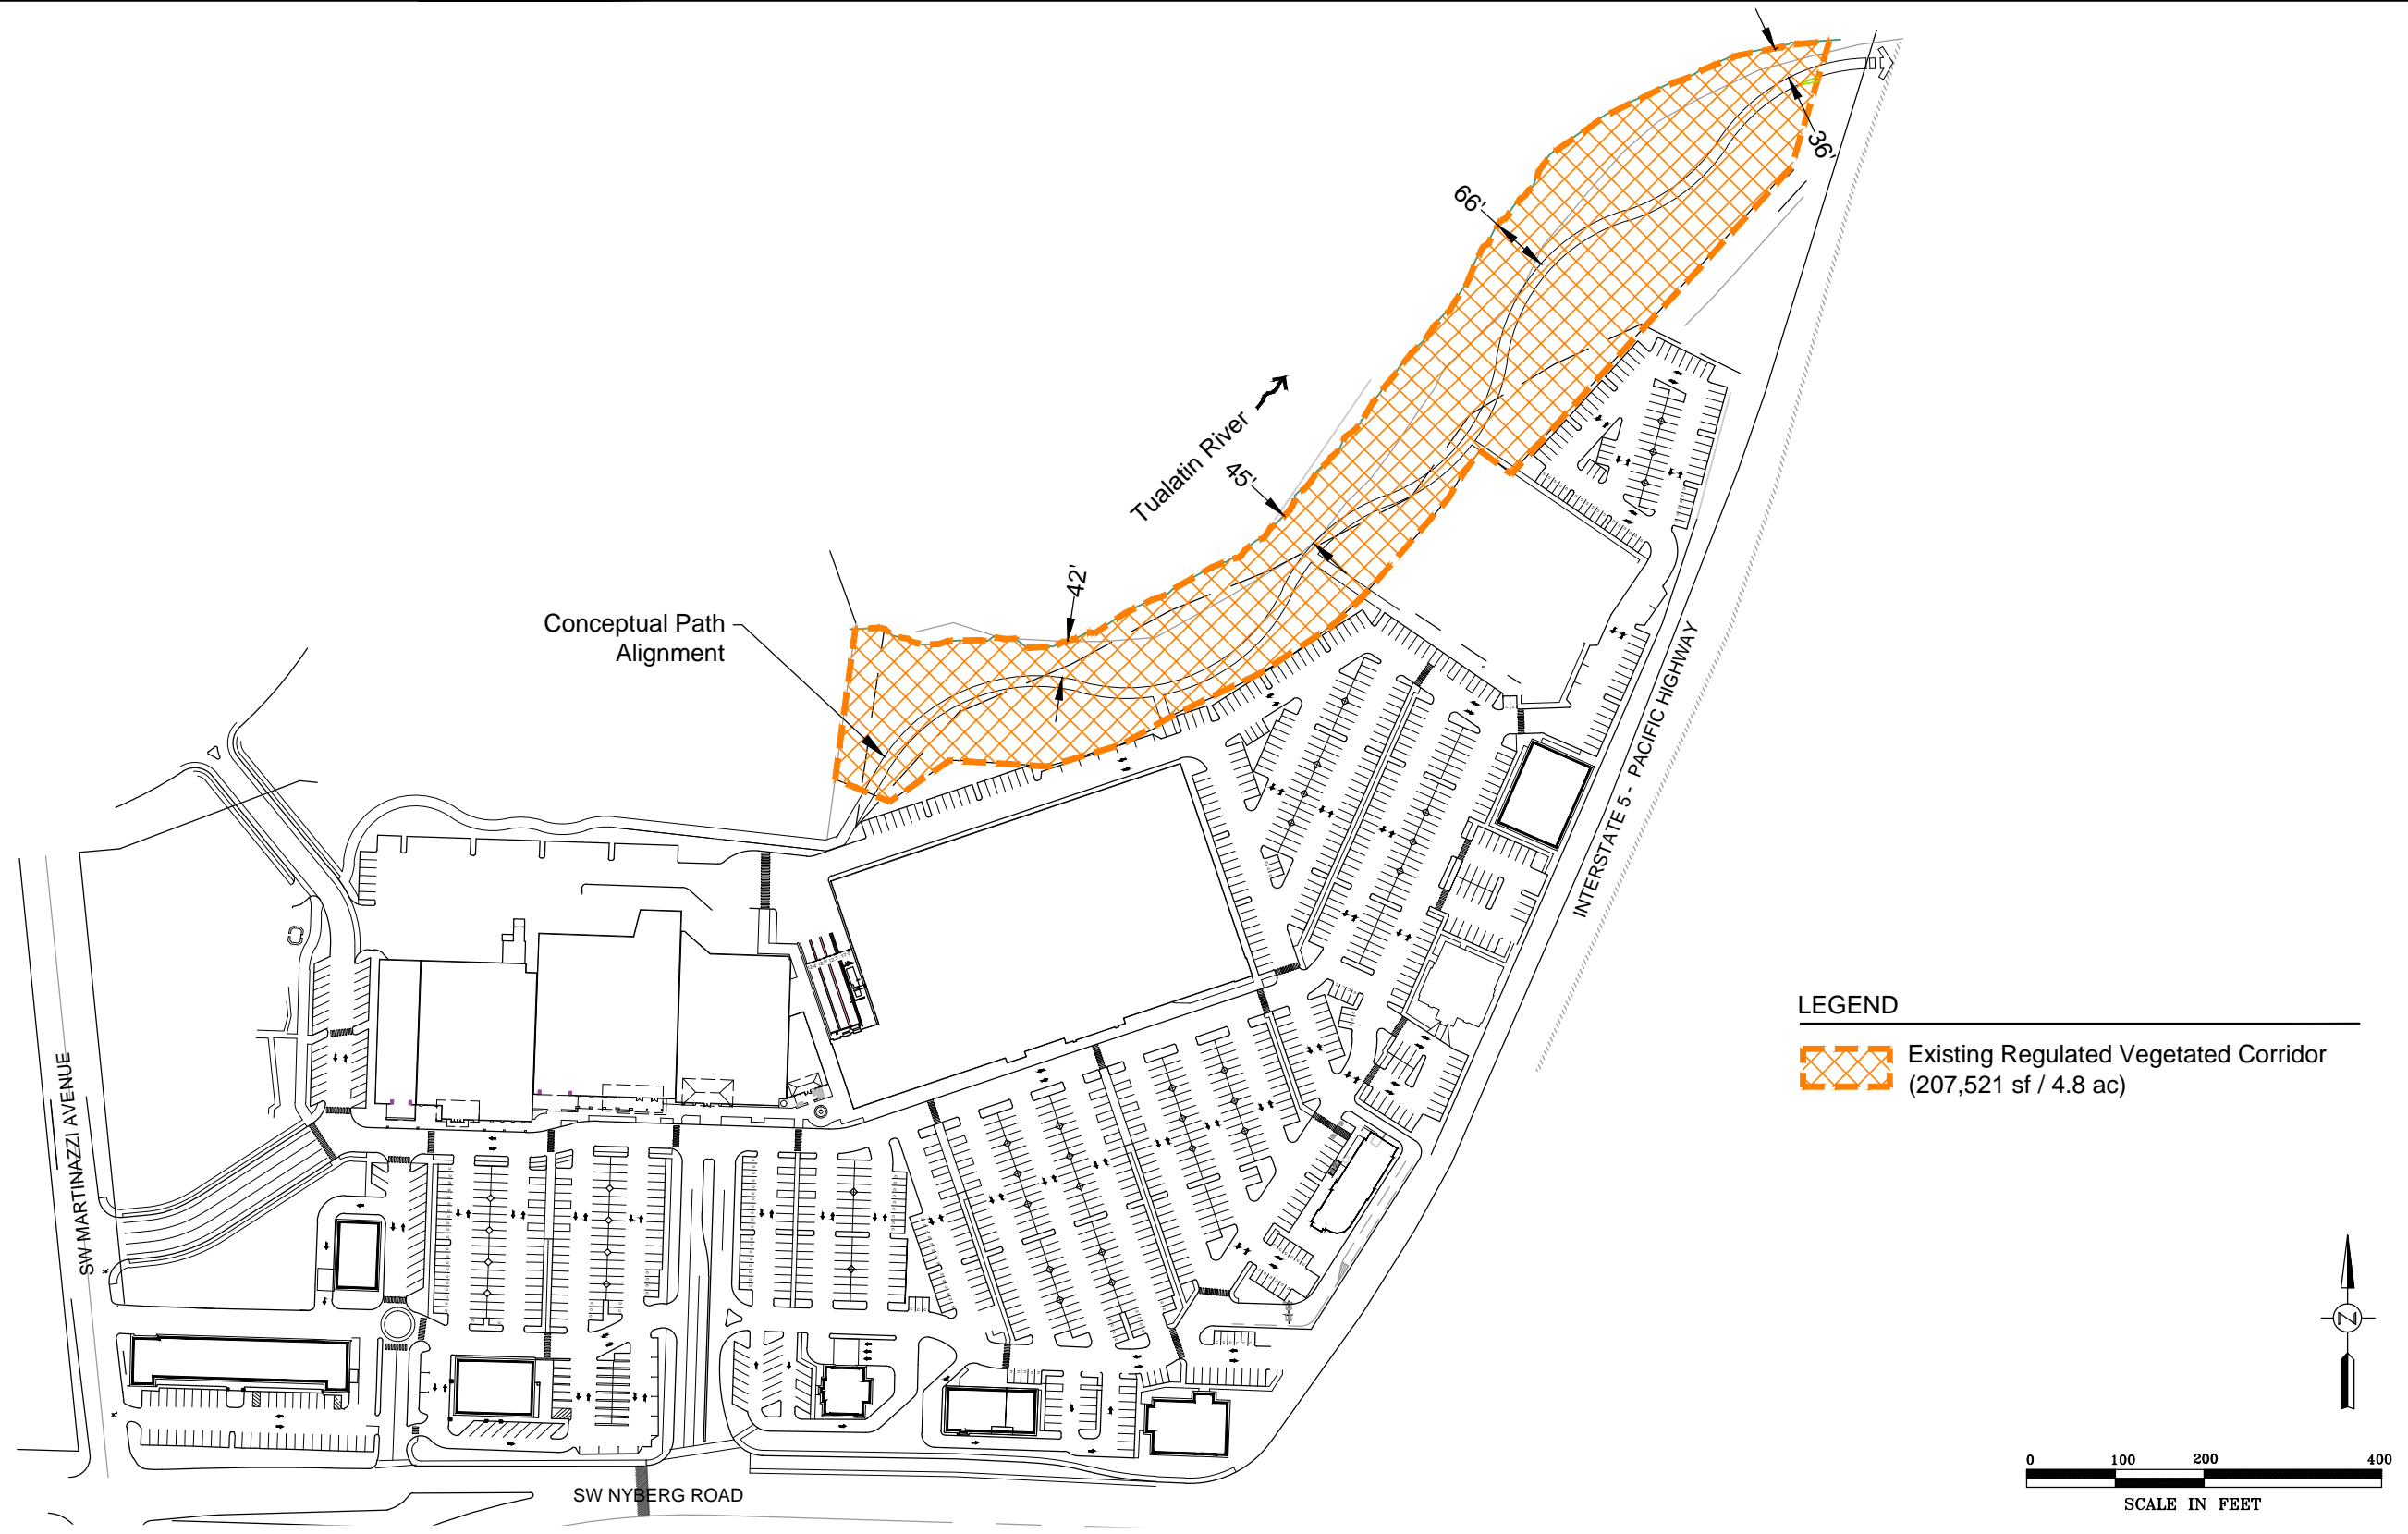 36'
66'
Tualatin River
45'
42'
Conceptual Path
Alignment
INTERSTATE 5 - PACIFIC HIGHWAY
LEGEND
Existing Regulated Vegetated Corridor
(207,521 sf / 4.8 ac)
SW MARTINAZZI AVENUE
SW NYBERG ROAD
N
0 100 200 400
SCALE IN FEET